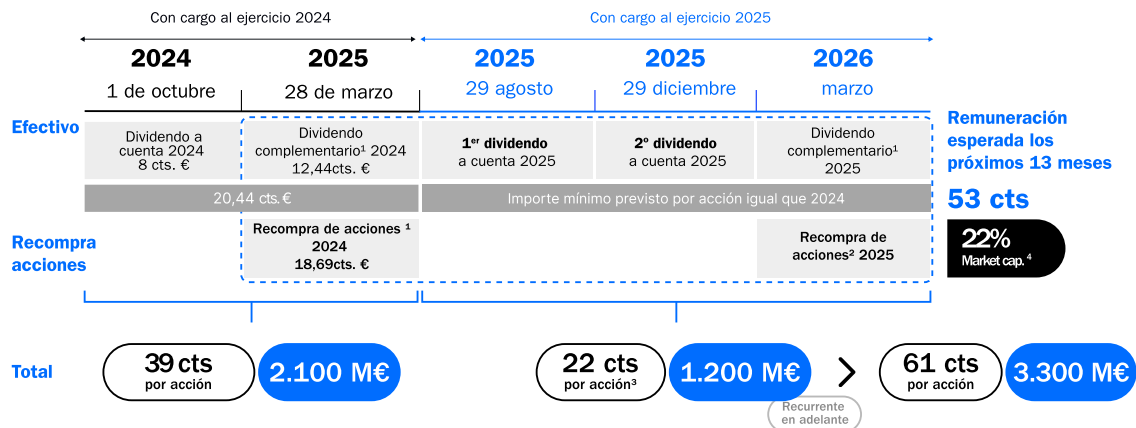 Con cargo al ejercicio 2024
Con cargo al ejercicio 2025
2024
1 de octubre
2025
28 de marzo
2025
29 agosto
2025
29 diciembre
2026
marzo
Efectivo
Dividendo a
cuenta 2024
8 cts. €
Dividendo
complementario¹ 2024
12,44cts. €
1er dividendo
a cuenta 2025
2º dividendo
a cuenta 2025
Dividendo
complementario¹
2025
20,44 cts. €
Importe mínimo previsto por acción igual que 2024
Remuneración
esperada los
próximos 13 meses
53 cts
22%
Market cap. ⁴
Recompra
acciones
Recompra de acciones ¹
2024
18,69cts. €
Recompra de
acciones² 2025
Total
39 cts
por acción
2.100 M€
22 cts
por acción³
1.200 M€
Recurrente
en adelante
>
61 cts
por acción
3.300 M€